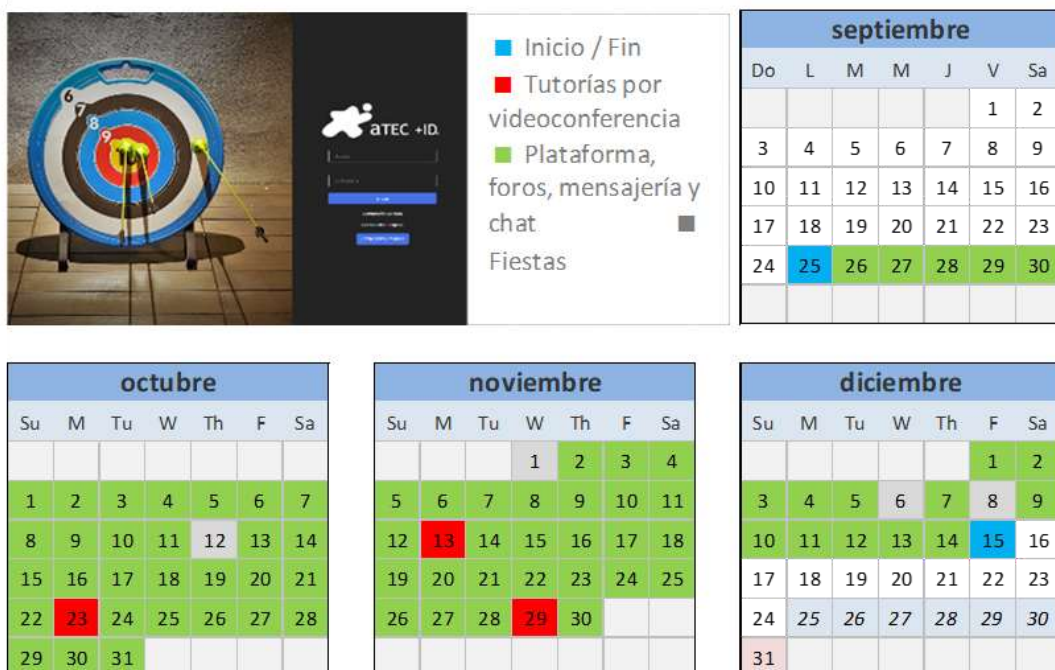 6
7
8
9
10
aTEC +ID.
Inicio / Fin
Tutorías por
videoconferencia
Plataforma,
foros, mensajería y
chat
Fiestas
septiembre
Do L M M J V Sa
1 2
3 4 5 6 7 8 9
10 11 12 13 14 15 16
17 18 19 20 21 22 23
24 25 26 27 28 29 30
octubre
Su M Tu W Th F Sa
1 2 3 4 5 6 7
8 9 10 11 12 13 14
15 16 17 18 19 20 21
22 23 24 25 26 27 28
29 30 31
noviembre
Su M Tu W Th F Sa
1 2 3 4
5 6 7 8 9 10 11
12 13 14 15 16 17 18
19 20 21 22 23 24 25
26 27 28 29 30
diciembre
Su M Tu W Th F Sa
1 2
3 4 5 6 7 8 9
10 11 12 13 14 15 16
17 18 19 20 21 22 23
24 25 26 27 28 29 30
31